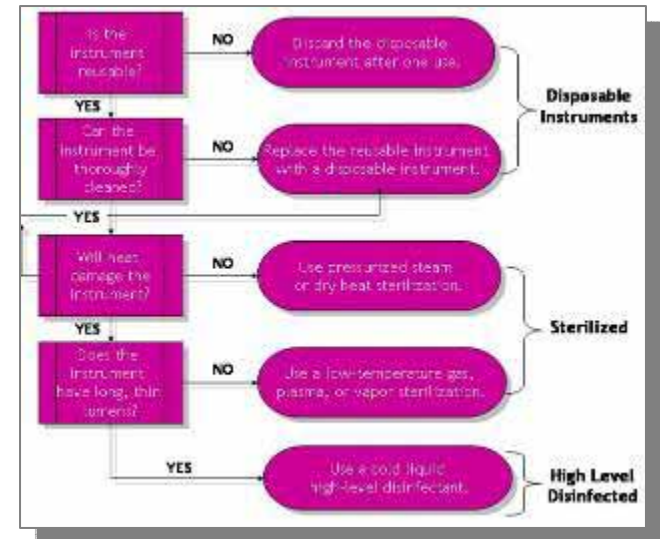 Is the
instrument
reusable?
NO
Discard the disposable
instrument after one use.
Disposable
Instruments
YES
Can the
instrument be
thoroughly
cleaned?
NO
Replace the reusable instrument
with a disposable instrument.
YES
Will heat
damage the
instrument?
NO
Use pressurized steam
or dry heat sterilization.
Sterilized
YES
Does the
instrument
have long, thin
lumens?
NO
Use a low-temperature gas,
plasma, or vapor sterilization.
YES
Use a cold liquid
high-level disinfectant.
High Level
Disinfected